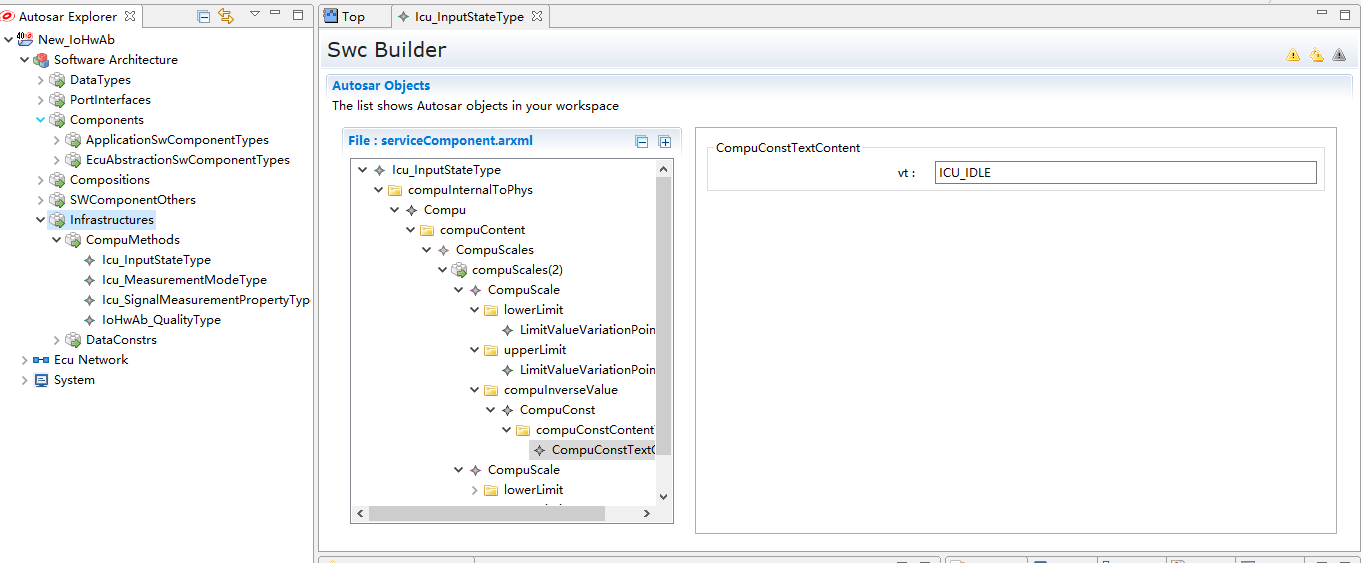 Autosar Explorer
New_IoHwAb
Software Architecture
DataTypes
PortInterfaces
Components
ApplicationSwComponentTypes
EcuAbstractionSwComponentTypes
Compositions
SWComponentOthers
Infrastructures
CompuMethods
Icu_InputStateType
Icu_MeasurementModeType
Icu_SignalMeasurementPropertyTyp
IoHwAb_QualityType
DataConstrs
Ecu Network
System
Top
Icu_InputStateType
Swc Builder
Autosar Objects
The list shows Autosar objects in your workspace
File : serviceComponent.arxml
Icu_InputStateType
compuInternalToPhys
Compu
compuContent
CompuScales
compuScales(2)
CompuScale
lowerLimit
LimitValueVariationPoin
upperLimit
LimitValueVariationPoin
compuInverseValue
CompuConst
compuConstContent
CompuConstTextC
CompuScale
lowerLimit
CompuConstTextContent
vt : ICU_IDLE